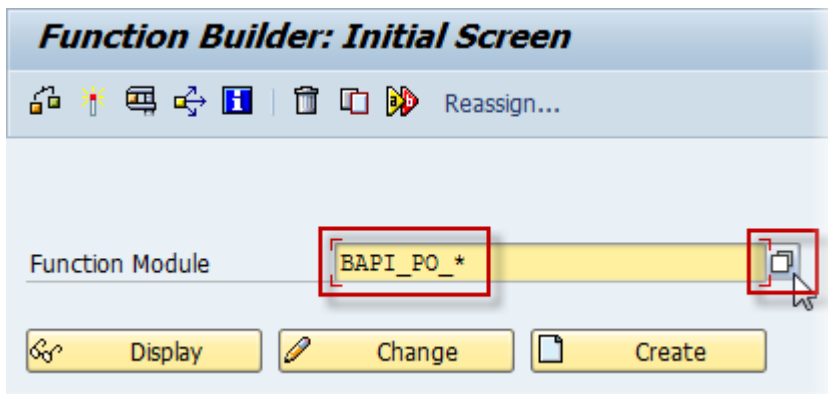 Function Builder: Initial Screen
Reassign...
Function Module BAPI_PO_*
Display Change Create